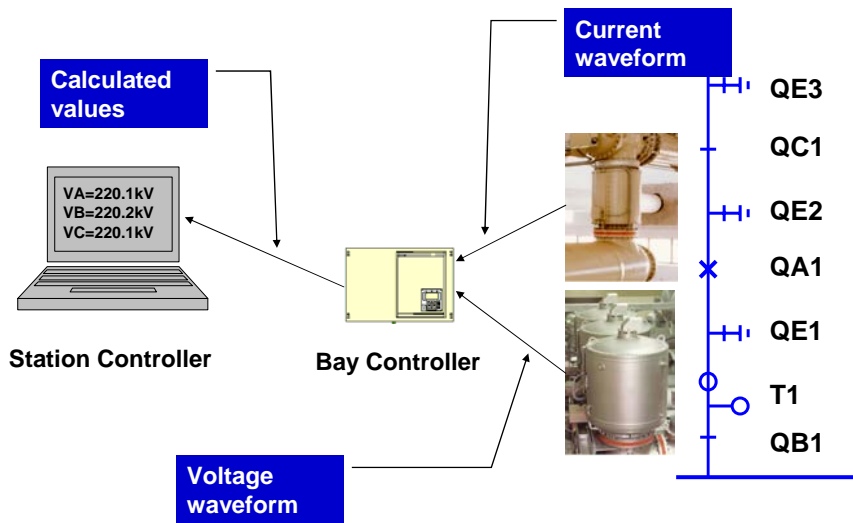 Calculated
values
Current
waveform
QE3
QC1
QE2
QA1
QE1
T1
QB1
VA=220.1kV
VB=220.2kV
VC=220.1kV
Station Controller
Bay Controller
Voltage
waveform